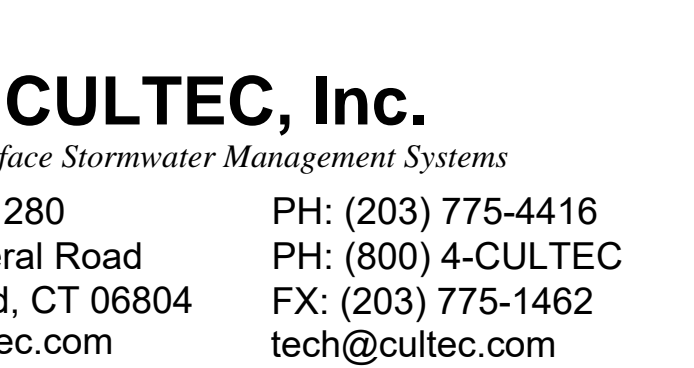 CULTEC, Inc.
face Stormwater Management Systems
280 PH: (203) 775-4416
eral Road PH: (800) 4-CULTEC
d, CT 06804 FX: (203) 775-1462
ec.com tech@cultec.com